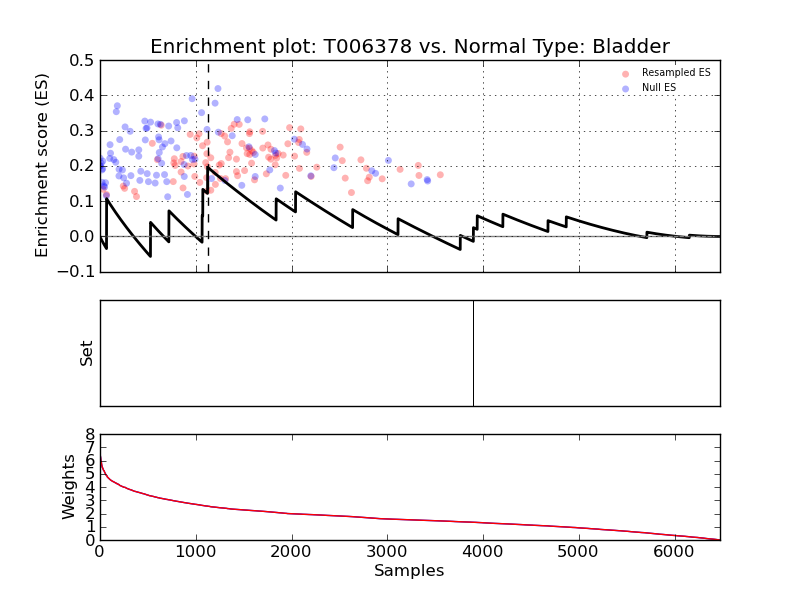 Enrichment plot: T006378 vs. Normal Type: Bladder
0.5
0.4
0.3
0.2
0.1
0.0
−0.1
Enrichment score (ES)
Resampled ES
Null ES
Set
8
7
6
5
4
3
2
1
0
Weights
0 1000 2000 3000 4000 5000 6000
Samples